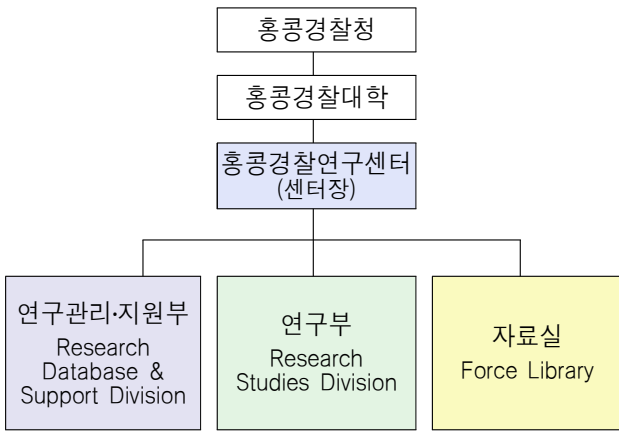 홍콩경찰청
홍콩경찰대학
홍콩경찰연구센터
(센터장)
연구관리·지원부
Research
Database &
Support Division
연구부
Research
Studies Division
자료실
Force Library